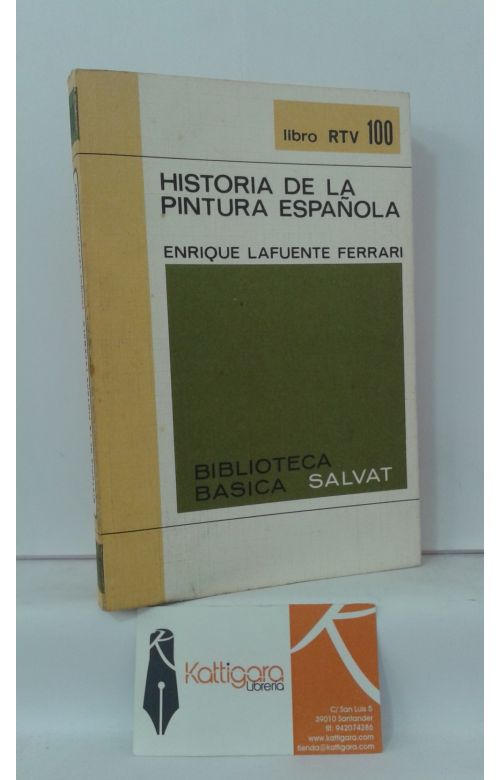 libro RTV 100
HISTORIA DE LA
PINTURA ESPAÑOLA
ENRIQUE LAFUENTE FERRARI
BIBLIOTECA
BASICA SALVAT
Kattigara
Librería
C/ San Luis 5
39010 Santander
tlf: 942074286
www.kattigara.com
tienda@kattigara.com